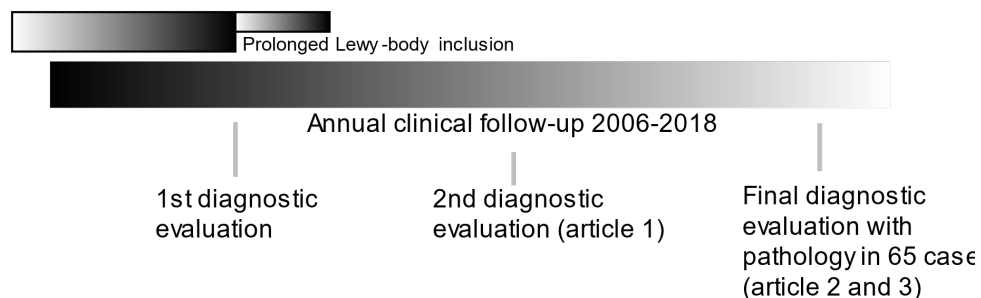 Prolonged Lewy-body inclusion
Annual clinical follow-up 2006-2018
1st diagnostic
evaluation
2nd diagnostic
evaluation (article 1)
Final diagnostic
evaluation with
pathology in 65 case
(article 2 and 3)